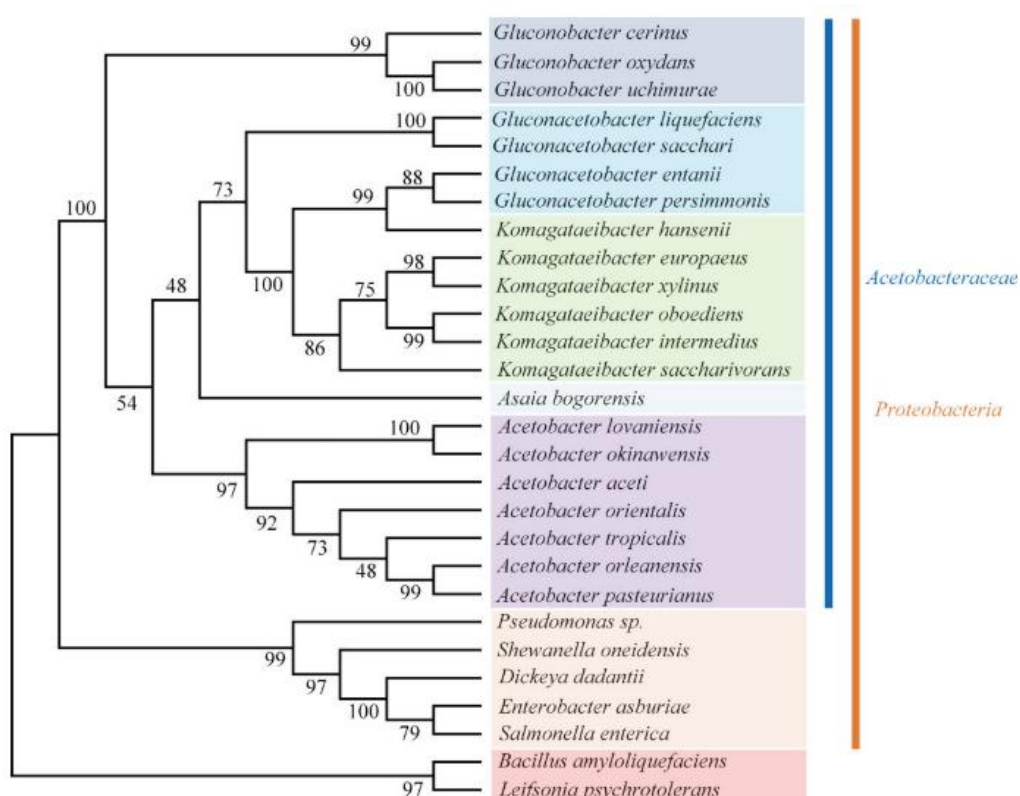 Gluconobacter cerinus
99
Gluconobacter oxydans
100
Gluconobacter uchimurae
100
Gluconacetobacter liquefaciens
Gluconacetobacter sacchari
88
Gluconacetobacter entanii
73
99
Gluconacetobacter persimmonis
100
Komagataeibacter hansenii
98
Komagataeibacter europaeus
Acetobacteraceae
48
100
75
Komagataeibacter xylinus
Komagataeibacter oboediens
86
99
Komagataeibacter intermedius
Komagataeibacter saccharivorans
54
Asaia bogorensis
Proteobacteria
100
Acetobacter lovaniensis
Acetobacter okinawensis
97
Acetobacter aceti
92
Acetobacter orientalis
73
Acetobacter tropicalis
48
Acetobacter orleanensis
99
Acetobacter pasteurianus
Pseudomonas sp.
99
Shewanella oneidensis
97
Dickeya dadantii
100
Enterobacter asburiae
79
Salmonella enterica
Bacillus amyloliquefaciens
97
Leifsonia psychrotolerans